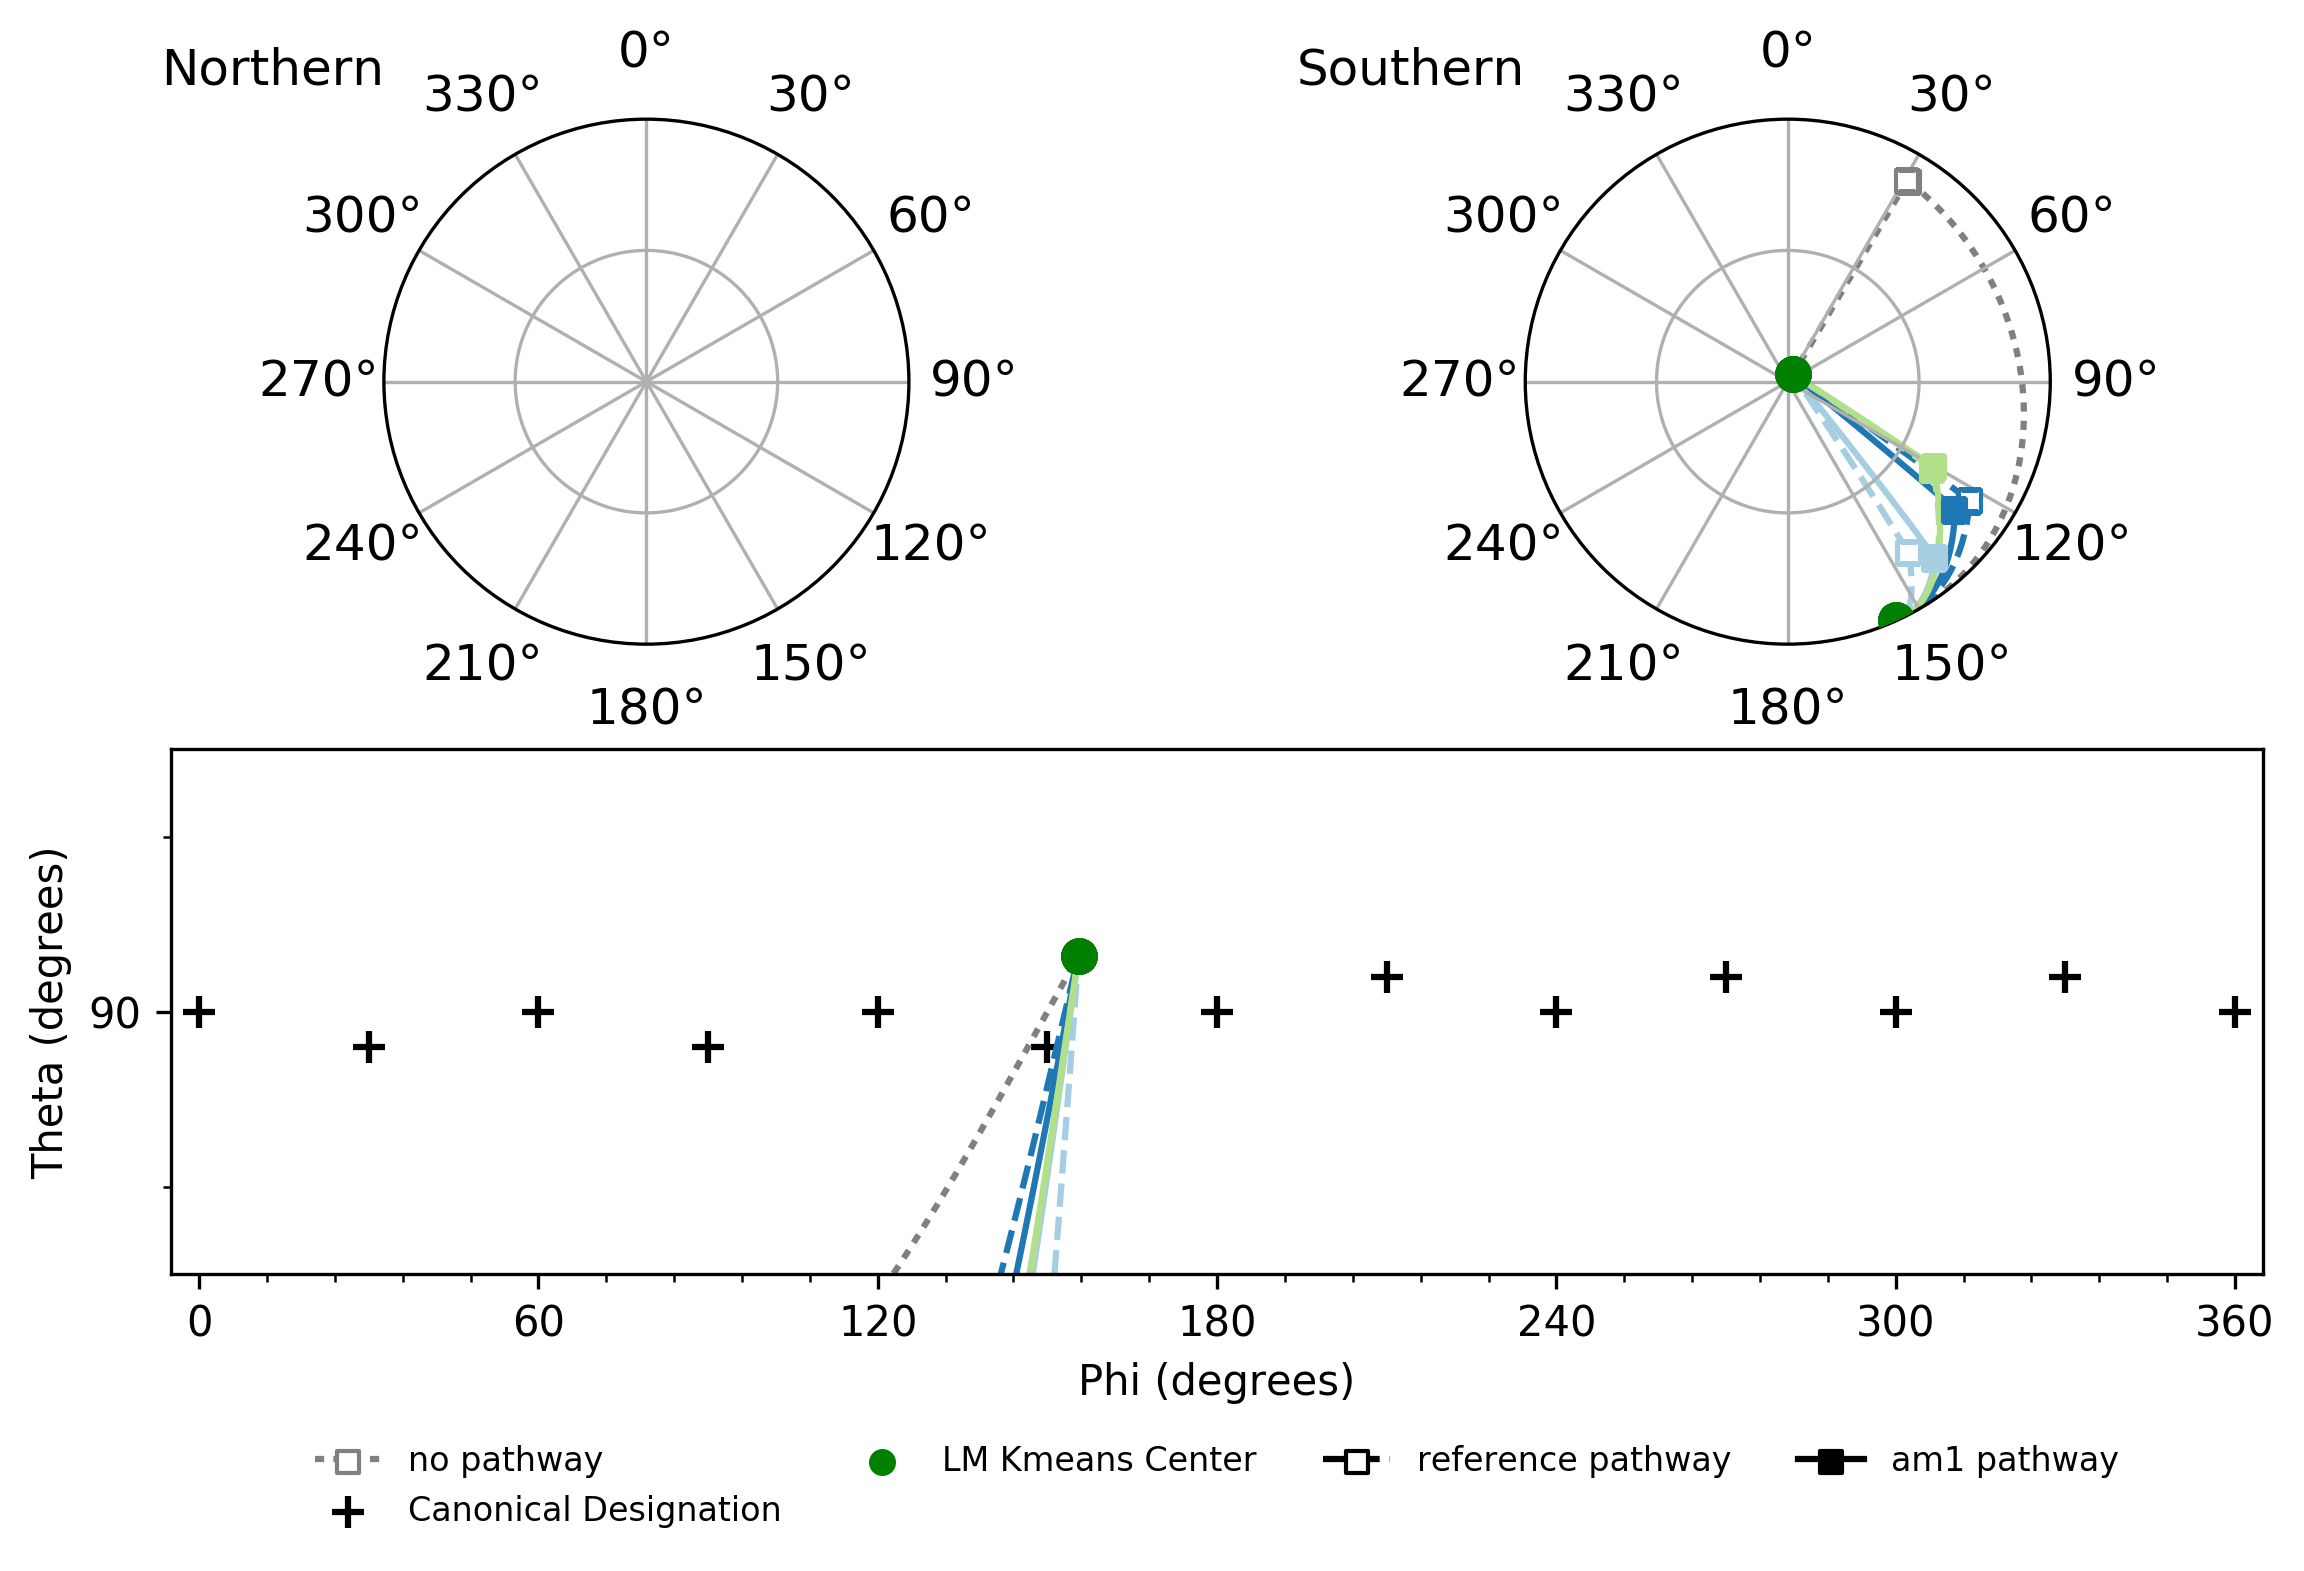 Northern
0°
330°
30°
300°
60°
270°
90°
240°
120°
210°
150°
180°
Southern
0°
330°
30°
300°
60°
270°
90°
240°
120°
210°
150°
180°
Theta (degrees)
90
0 60 120 180 240 300 360
Phi (degrees)
no pathway
Canonical Designation
LM Kmeans Center
reference pathway
am1 pathway